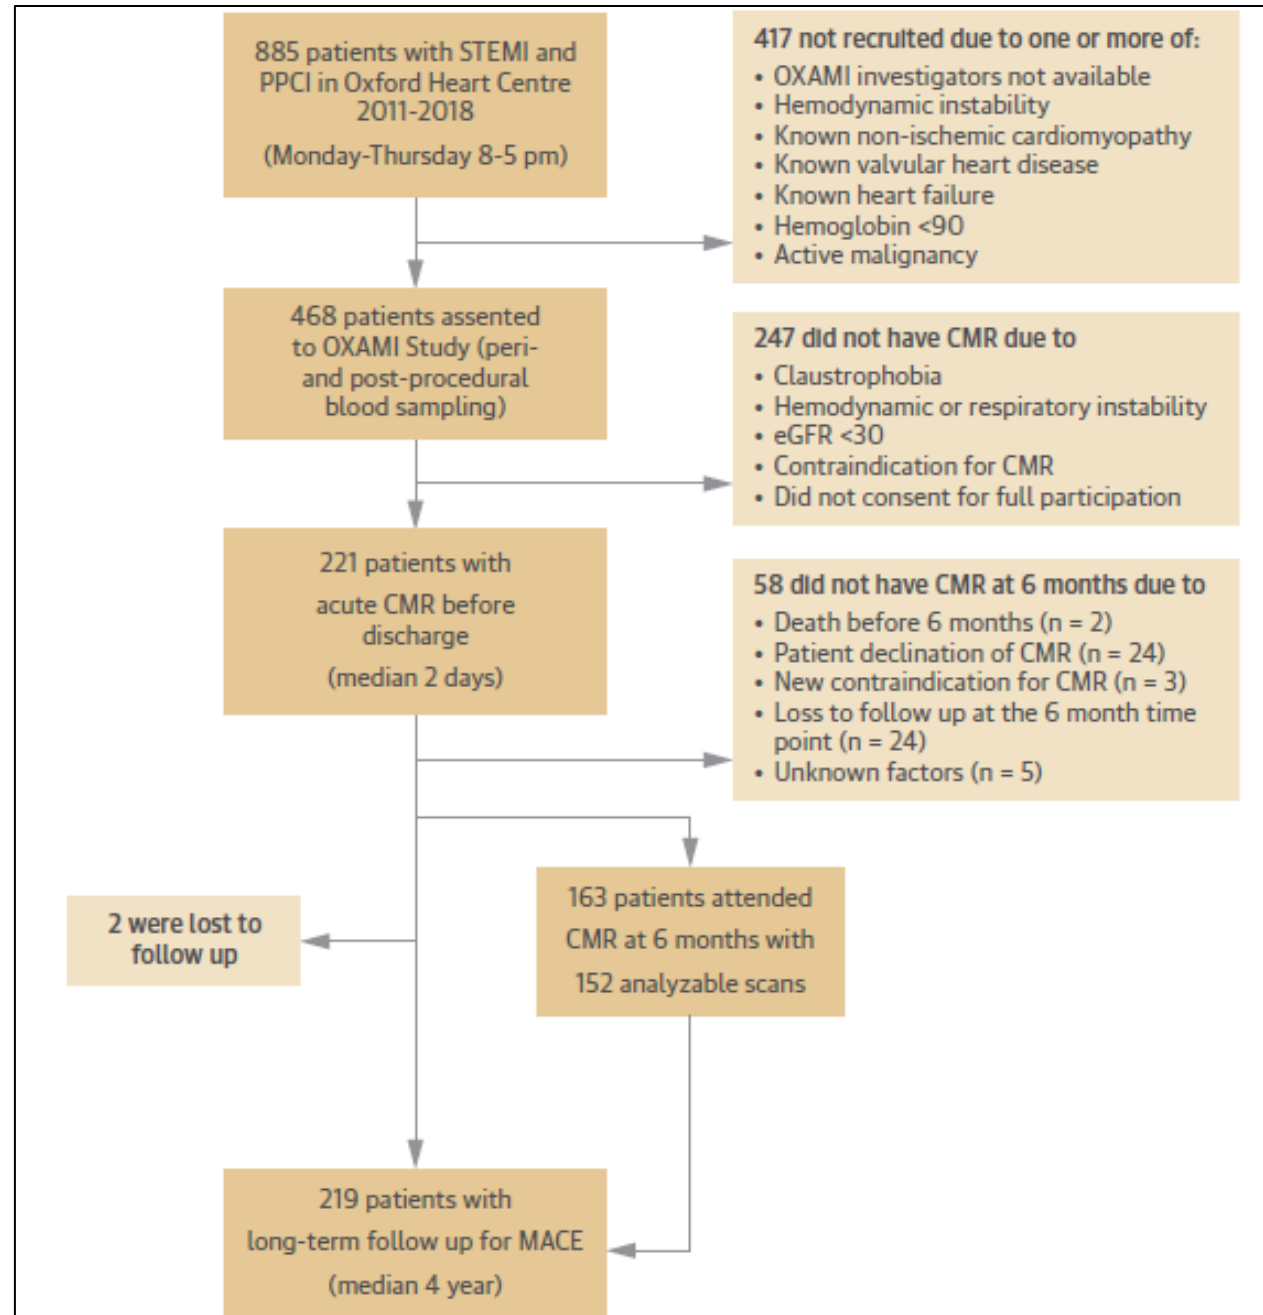 885 patients with STEMI and
PPCI in Oxford Heart Centre
2011-2018
(Monday-Thursday 8-5 pm)
417 not recruited due to one or more of:
• OXAMI investigators not available
• Hemodynamic instability
• Known non-ischemic cardiomyopathy
• Known valvular heart disease
• Known heart failure
• Hemoglobin <90
• Active malignancy
468 patients assented
to OXAMI Study (peri-
and post-procedural
blood sampling)
247 did not have CMR due to
• Claustrophobia
• Hemodynamic or respiratory instability
• eGFR <30
• Contraindication for CMR
• Did not consent for full participation
221 patients with
acute CMR before
discharge
(median 2 days)
58 did not have CMR at 6 months due to
• Death before 6 months (n = 2)
• Patient declination of CMR (n = 24)
• New contraindication for CMR (n = 3)
• Loss to follow up at the 6 month time
point (n = 24)
• Unknown factors (n = 5)
2 were lost to
follow up
163 patients attended
CMR at 6 months with
152 analyzable scans
219 patients with
long-term follow up for MACE
(median 4 year)